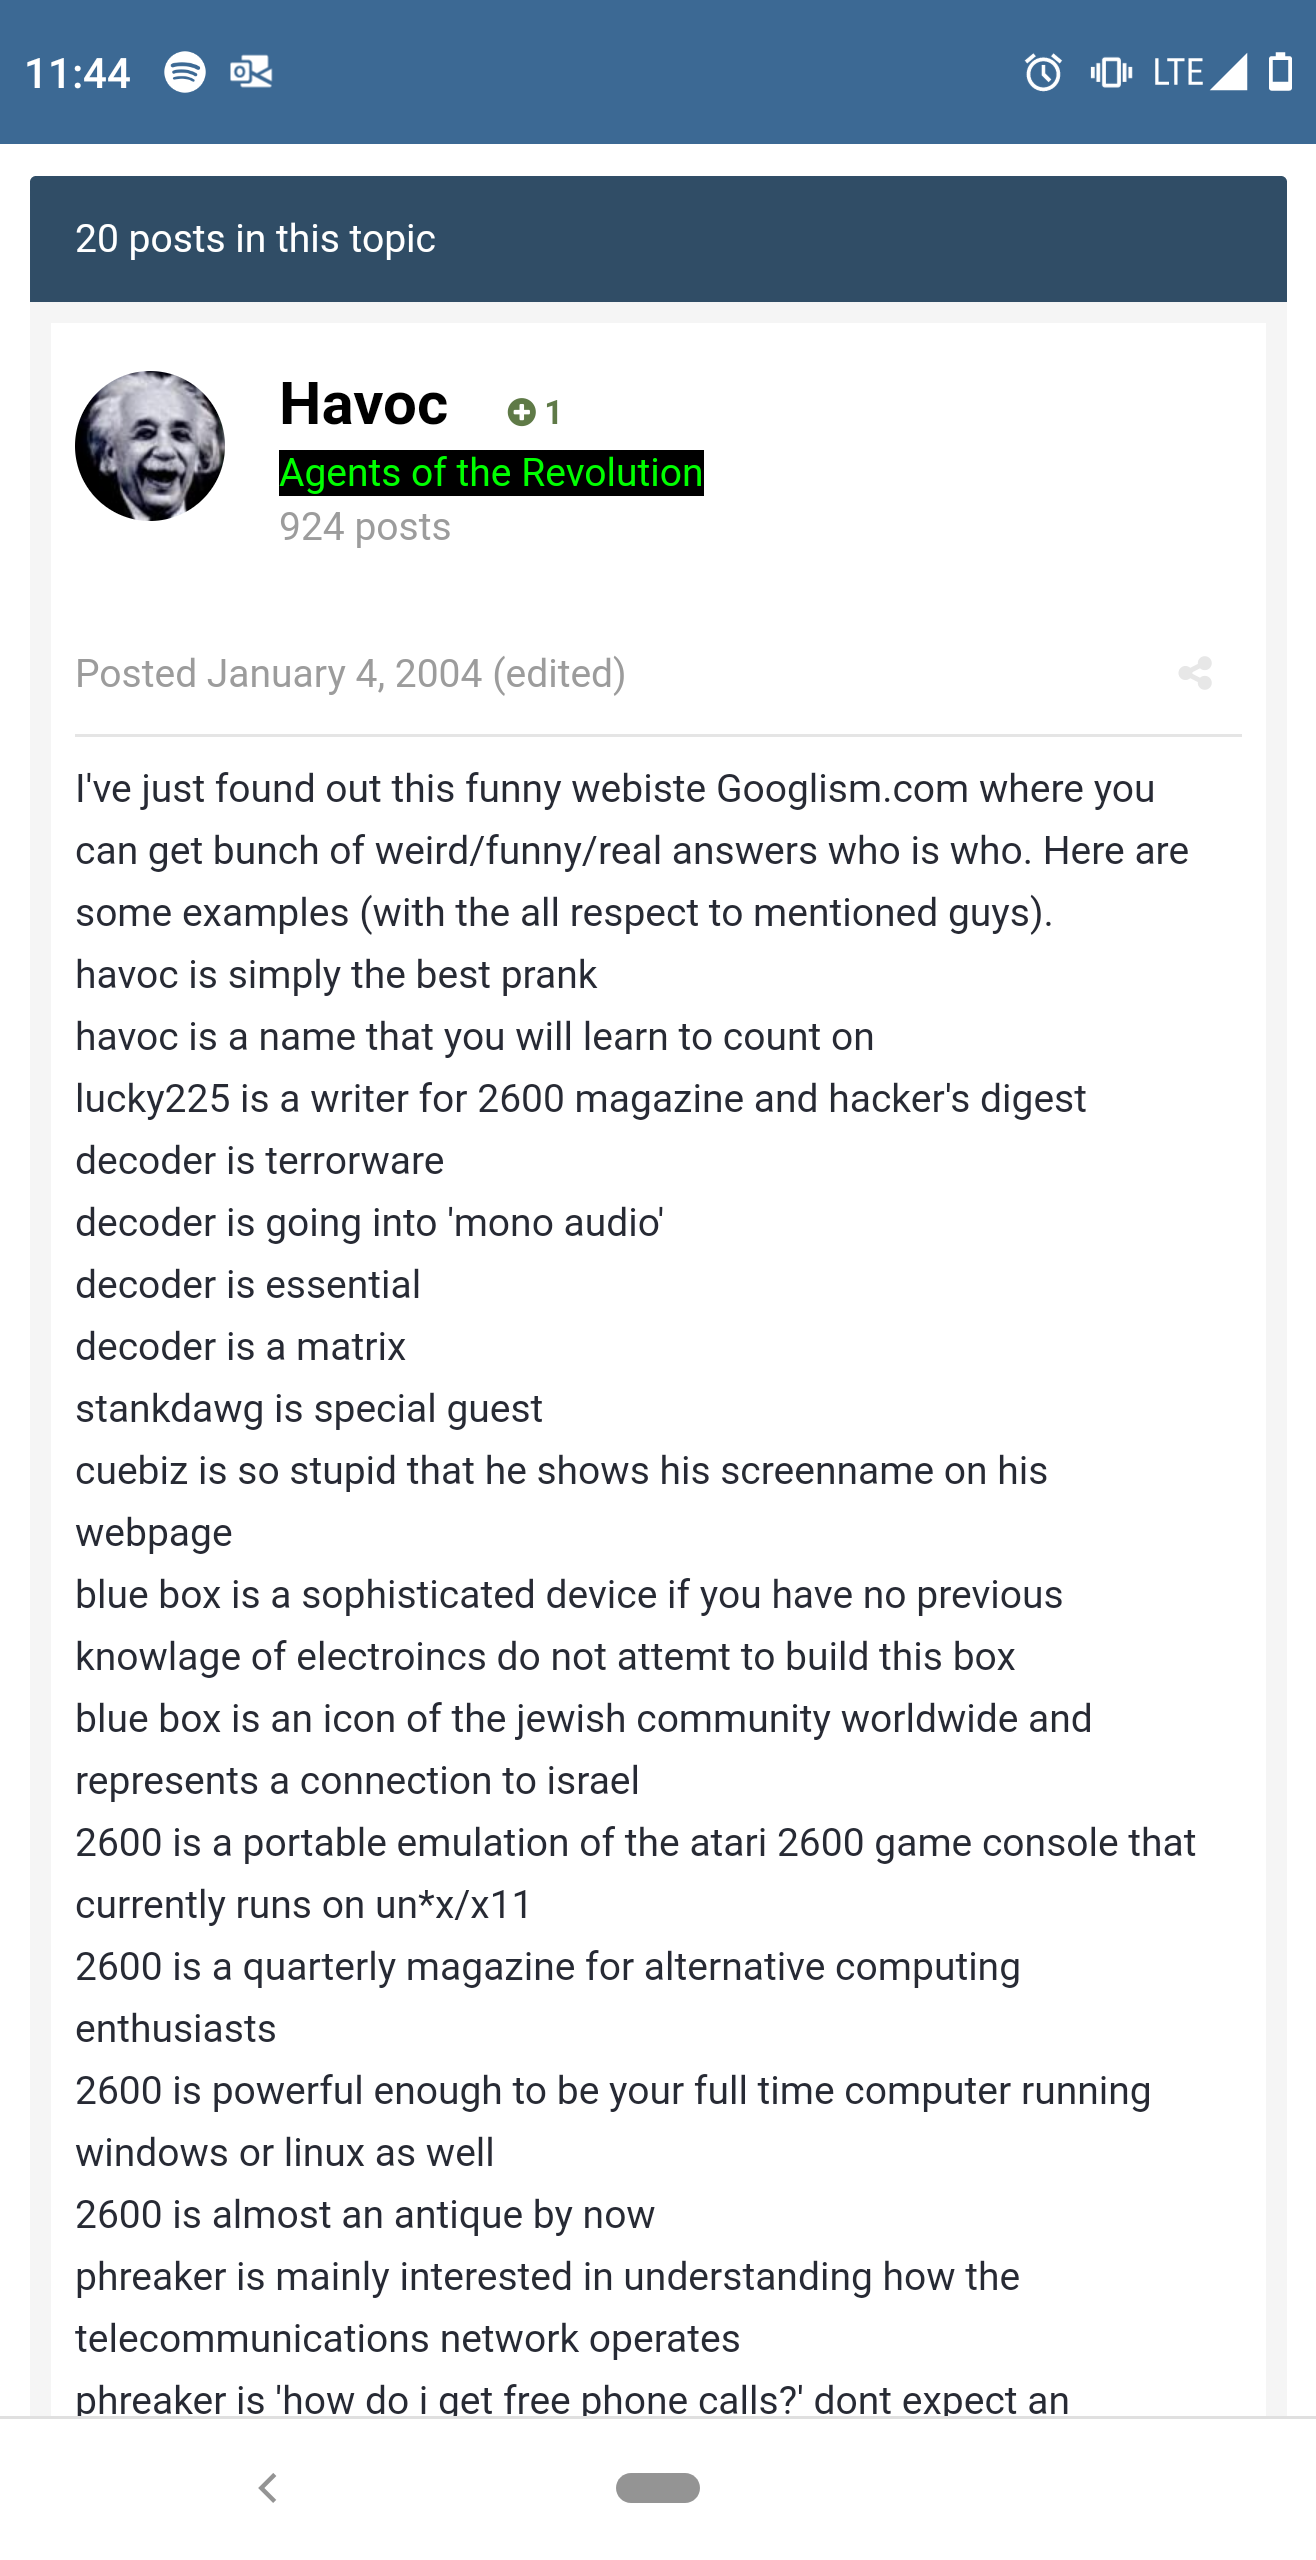 11:44
LTE
20 posts in this topic
Havoc 1
Agents of the Revolution
924 posts
Posted January 4, 2004 (edited)
I've just found out this funny webiste Googlism.com where you
can get bunch of weird/funny/real answers who is who. Here are
some examples (with the all respect to mentioned guys).
havoc is simply the best prank
havoc is a name that you will learn to count on
lucky225 is a writer for 2600 magazine and hacker's digest
decoder is terrorware
decoder is going into 'mono audio'
decoder is essential
decoder is a matrix
stankdawg is special guest
cuebiz is so stupid that he shows his screenname on his
webpage
blue box is a sophisticated device if you have no previous
knowlage of electroincs do not attemt to build this box
blue box is an icon of the jewish community worldwide and
represents a connection to israel
2600 is a portable emulation of the atari 2600 game console that
currently runs on un*x/x11
2600 is a quarterly magazine for alternative computing
enthusiasts
2600 is powerful enough to be your full time computer running
windows or linux as well
2600 is almost an antique by now
phreaker is mainly interested in understanding how the
telecommunications network operates
phreaker is 'how do i get free phone calls?' dont expect an